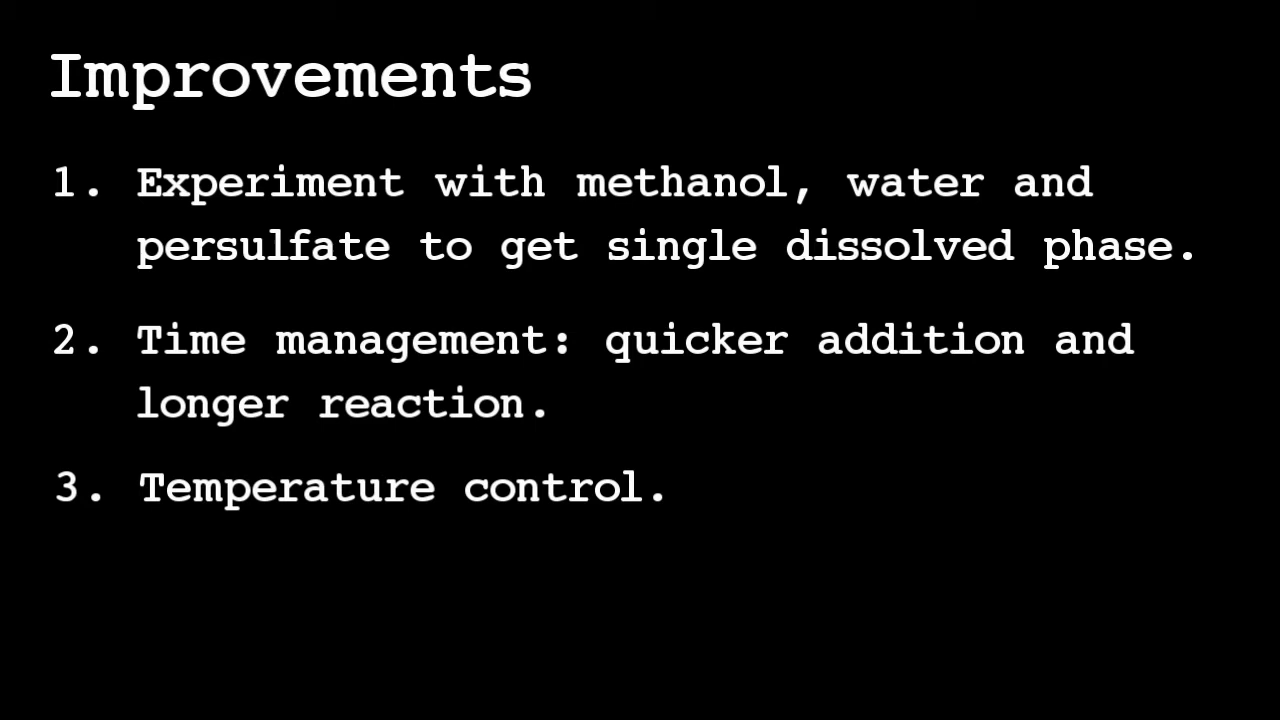 Improvements
1. Experiment with methanol, water and
persulfate to get single dissolved phase.
2. Time management: quicker addition and
longer reaction.
3. Temperature control.